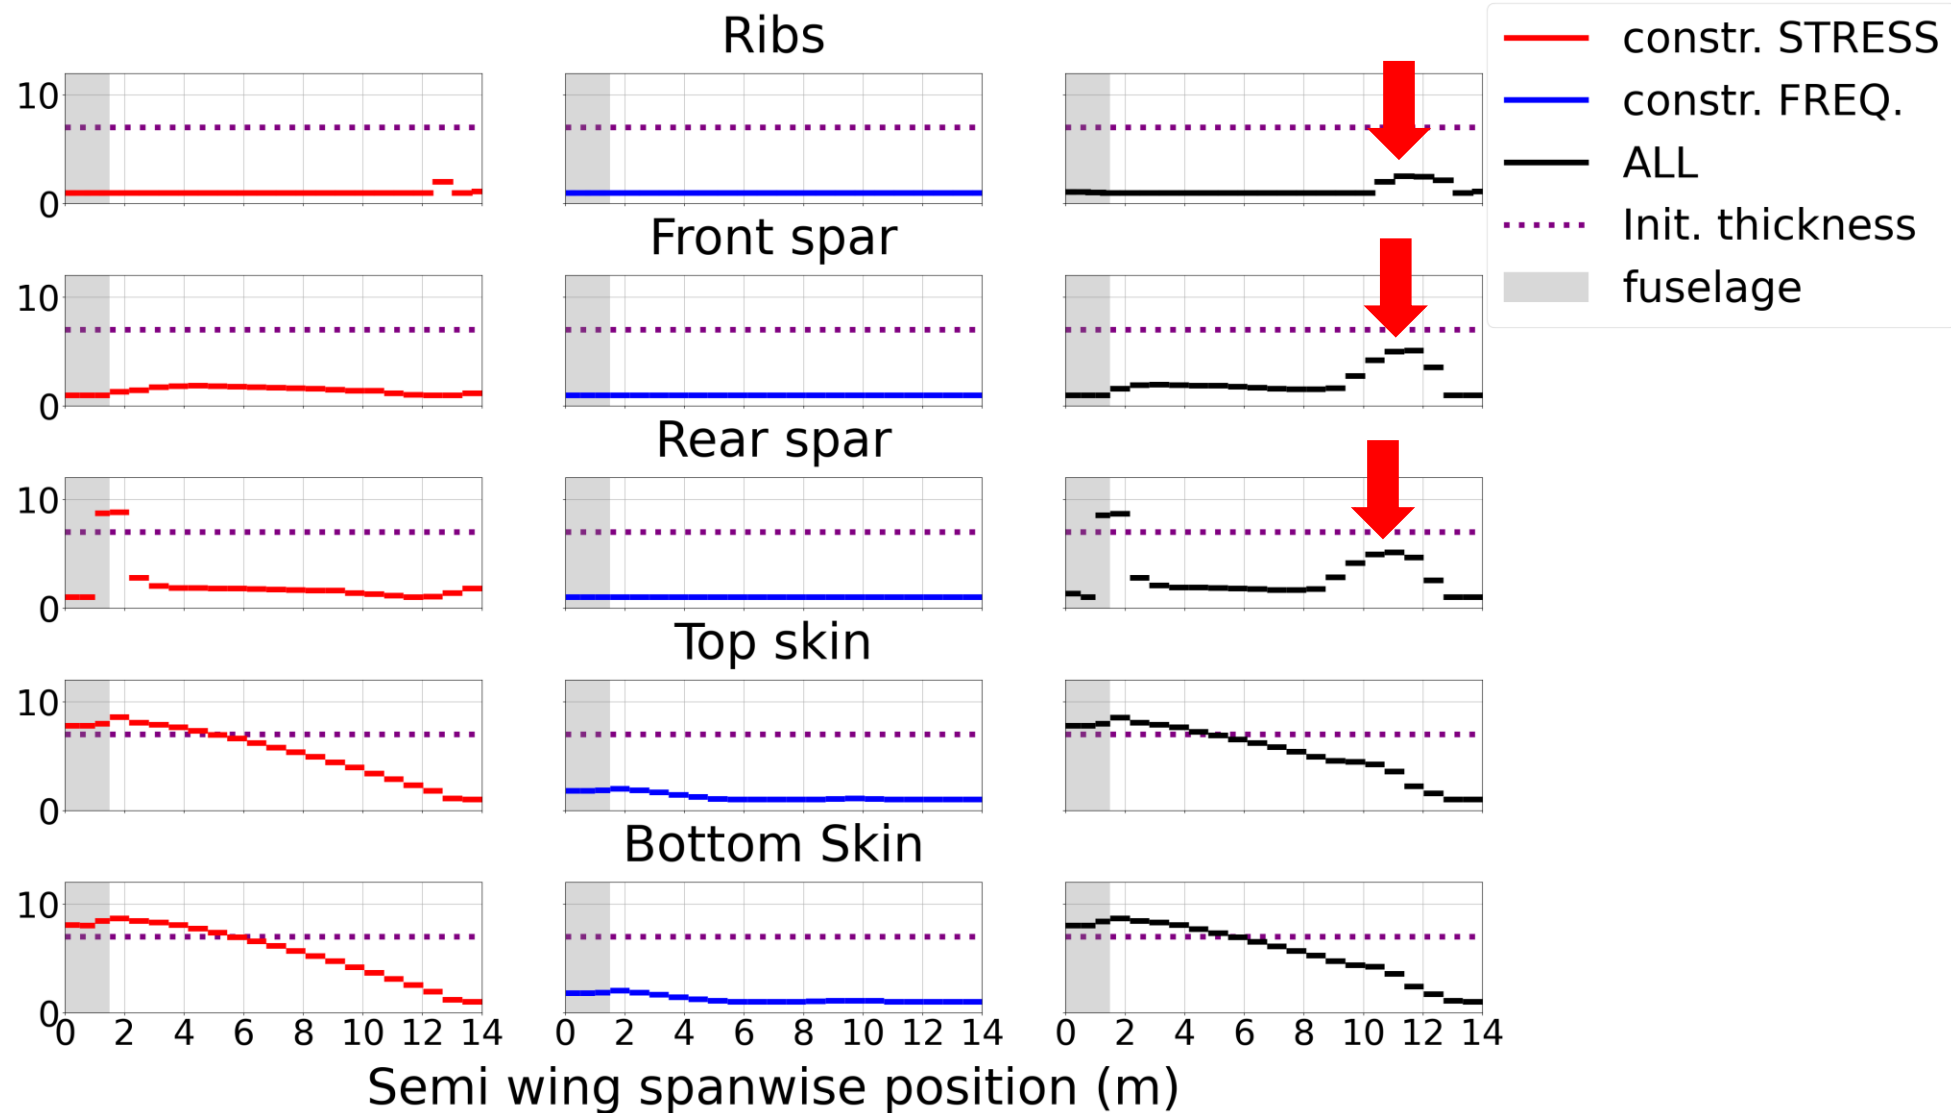 Ribs
10
0
constr. STRESS
constr. FREQ.
ALL
Init. thickness
fuselage
Front spar
10
0
Rear spar
10
0
Top skin
10
0
Bottom Skin
10
0
0 2 4 6 8 10 12 14 0 2 4 6 8 10 12 14 0 2 4 6 8 10 12 14
Semi wing spanwise position (m)